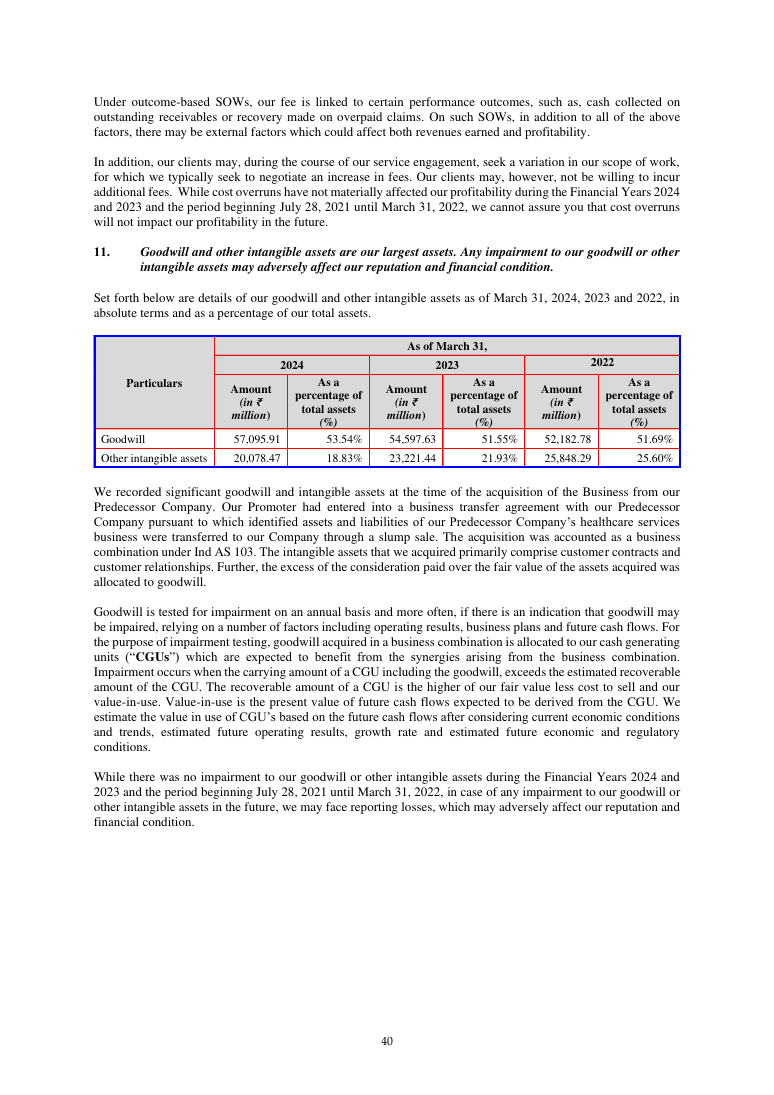 Under outcome-based SOWs, our fee is linked to certain performance outcomes, such as, cash collected on
outstanding receivables or recovery made on overpaid claims. On such SOWs, in addition to all of the above
factors, there may be external factors which could affect both revenues earned and profitability.
In addition, our clients may, during the course of our service engagement, seek a variation in our scope of work,
for which we typically seek to negotiate an increase in fees. Our clients may, however, not be willing to incur
additional fees. While cost overruns have not materially affected our profitability during the Financial Years 2024
and 2023 and the period beginning July 28, 2021 until March 31, 2022, we cannot assure you that cost overruns
will not impact our profitability in the future.
11. Goodwill and other intangible assets are our largest assets. Any impairment to our goodwill or other
intangible assets may adversely affect our reputation and financial condition.
Set forth below are details of our goodwill and other intangible assets as of March 31, 2024, 2023 and 2022, in
absolute terms and as a percentage of our total assets.
Particulars As of March 31,
2024 2023 2022
Amount (in ₹ million) As a percentage of total assets (%) Amount (in ₹ million) As a percentage of total assets (%) Amount (in ₹ million) As a percentage of total assets (%)
Goodwill 57,095.91 53.54% 54,597.63 51.55% 52,182.78 51.69%
Other intangible assets 20,078.47 18.83% 23,221.44 21.93% 25,848.29 25.60%
We recorded significant goodwill and intangible assets at the time of the acquisition of the Business from our
Predecessor Company. Our Promoter had entered into a business transfer agreement with our Predecessor
Company pursuant to which identified assets and liabilities of our Predecessor Company’s healthcare services
business were transferred to our Company through a slump sale. The acquisition was accounted as a business
combination under Ind AS 103. The intangible assets that we acquired primarily comprise customer contracts and
customer relationships. Further, the excess of the consideration paid over the fair value of the assets acquired was
allocated to goodwill.
Goodwill is tested for impairment on an annual basis and more often, if there is an indication that goodwill may
be impaired, relying on a number of factors including operating results, business plans and future cash flows. For
the purpose of impairment testing, goodwill acquired in a business combination is allocated to our cash generating
units (“CGUs”) which are expected to benefit from the synergies arising from the business combination.
Impairment occurs when the carrying amount of a CGU including the goodwill, exceeds the estimated recoverable
amount of the CGU. The recoverable amount of a CGU is the higher of our fair value less cost to sell and our
value-in-use. Value-in-use is the present value of future cash flows expected to be derived from the CGU. We
estimate the value in use of CGU’s based on the future cash flows after considering current economic conditions
and trends, estimated future operating results, growth rate and estimated future economic and regulatory
conditions.
While there was no impairment to our goodwill or other intangible assets during the Financial Years 2024 and
2023 and the period beginning July 28, 2021 until March 31, 2022, in case of any impairment to our goodwill or
other intangible assets in the future, we may face reporting losses, which may adversely affect our reputation and
financial condition.
40